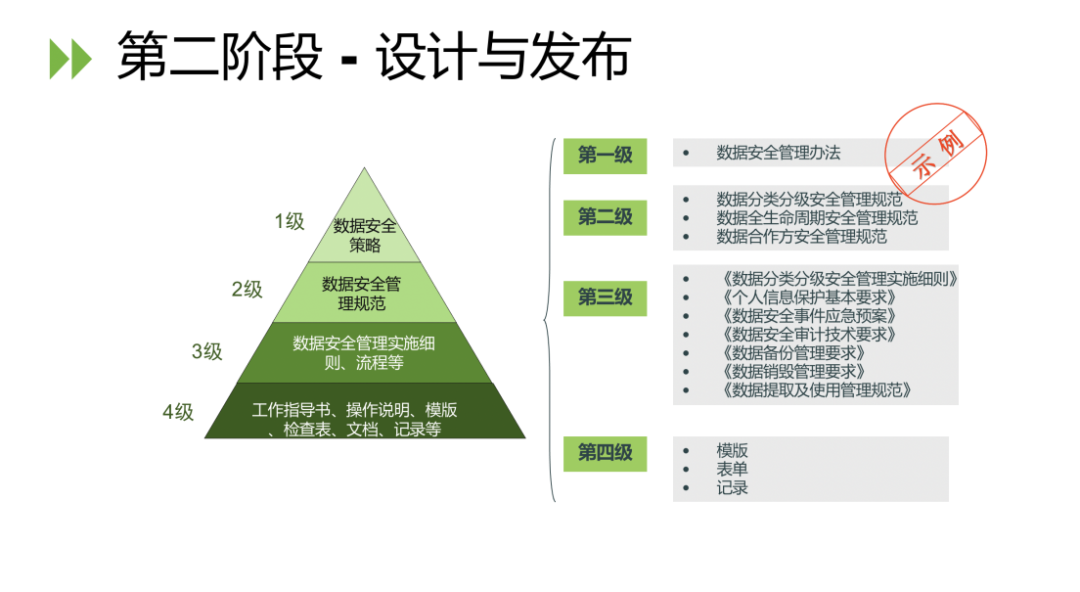 第二阶段 - 设计与发布
1级
数据安全
策略
2级
数据安全管
理规范
3级
数据安全管理实施细
则、流程等
4级
工作指导书、操作说明、模版
、检查表、文档、记录等
第一级
• 数据安全管理办法
示例
第二级
• 数据分类分级安全管理规范
• 数据全生命周期安全管理规范
• 数据合作方安全管理规范
第三级
• 《数据分类分级安全管理实施细则》
• 《个人信息保护基本要求》
• 《数据安全事件应急预案》
• 《数据安全审计技术要求》
• 《数据备份管理要求》
• 《数据销毁管理要求》
• 《数据提取及使用管理规范》
第四级
• 模版
• 表单
• 记录